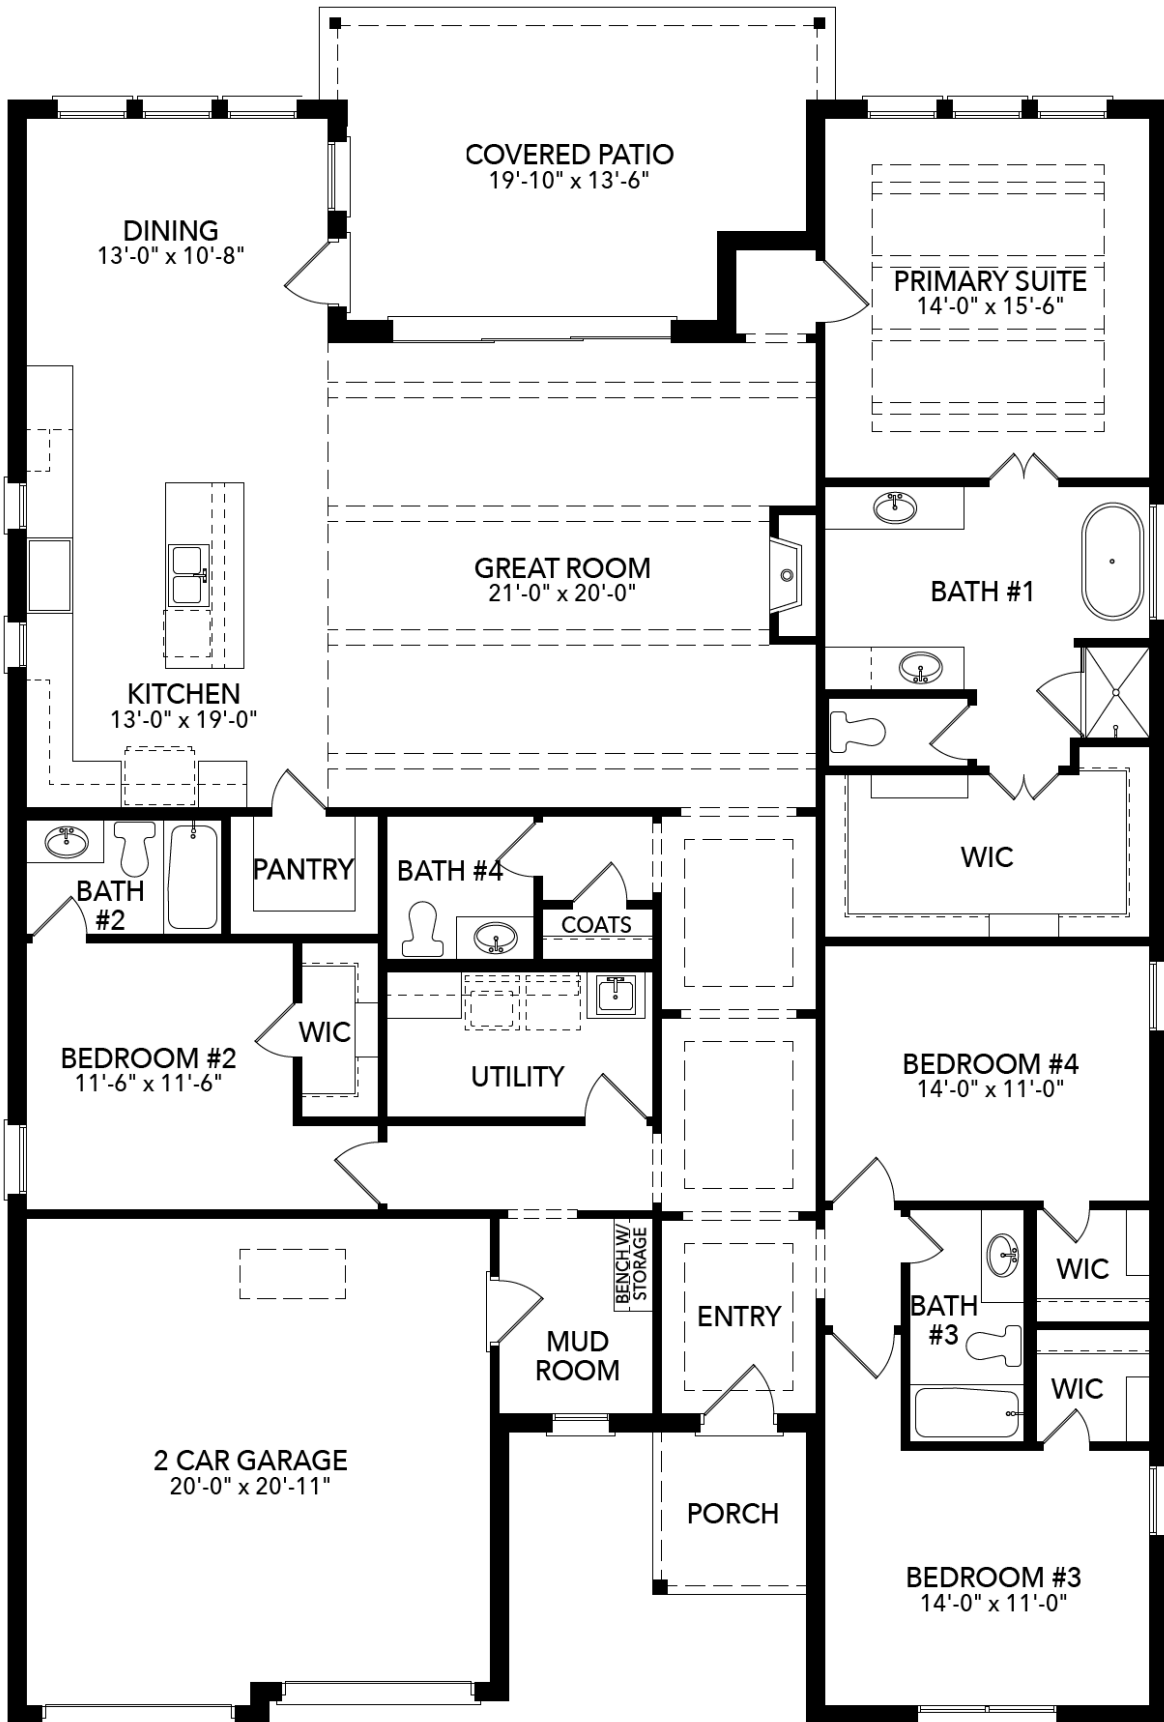 COVERED PATIO
19'-10" x 13'-6"
DINING
13'-0" x 10'-8"
PRIMARY SUITE
14'-0" x 15'-6"
GREAT ROOM
21'-0" x 20'-0"
BATH #1
KITCHEN
13'-0" x 19'-0"
WIC
PANTRY
BATH #4
BATH
#2
COATS
WIC
BEDROOM #2
11'-6" x 11'-6"
UTILITY
BEDROOM #4
14'-0" x 11'-0"
BENCH W/
STORAGE
WIC
ENTRY
BATH
#3
MUD
ROOM
WIC
2 CAR GARAGE
20'-0" x 20'-11"
PORCH
BEDROOM #3
14'-0" x 11'-0"